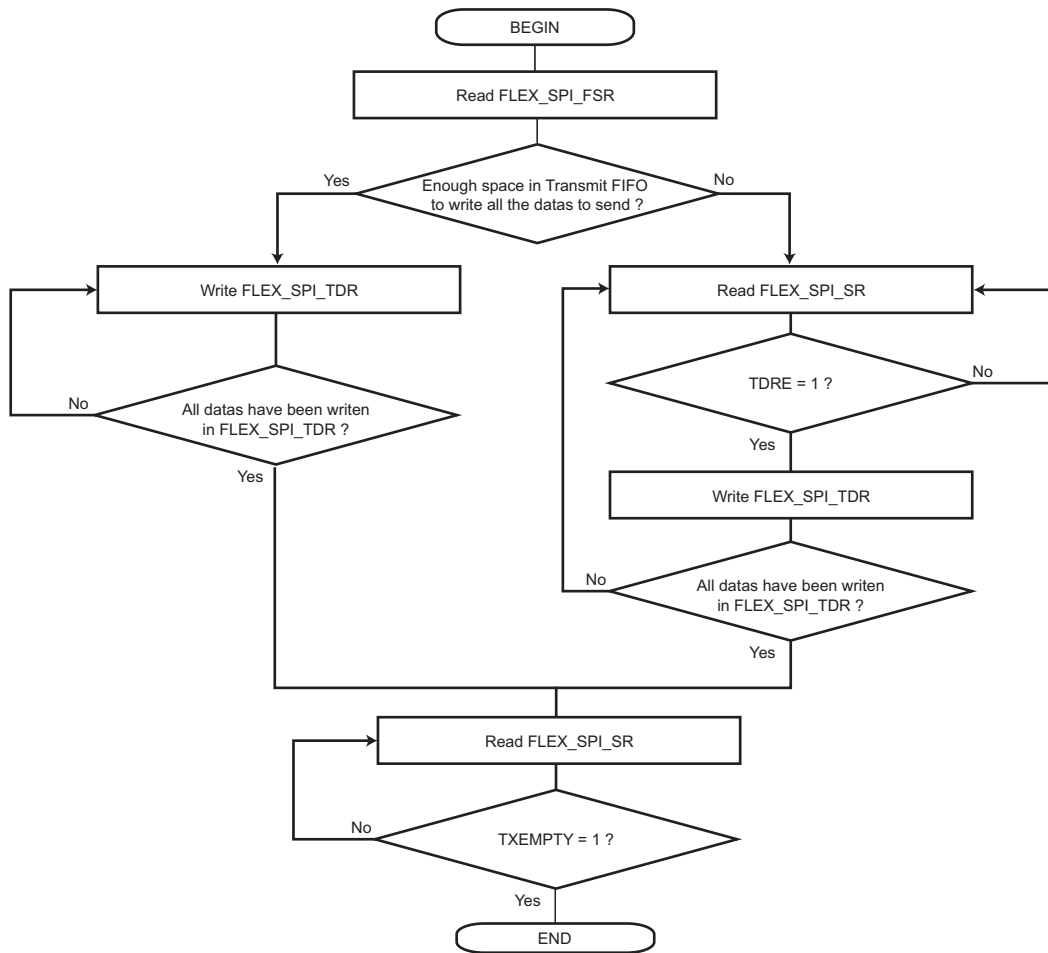 BEGIN
Read FLEX_SPI_FSR
Yes
Enough space in Transmit FIFO
to write all the datas to send ?
No
Write FLEX_SPI_TDR
Read FLEX_SPI_SR
TDRE = 1 ?
No
No
All datas have been writen
in FLEX_SPI_TDR ?
Yes
Yes
Write FLEX_SPI_TDR
No
All datas have been writen
in FLEX_SPI_TDR ?
Yes
Read FLEX_SPI_SR
No
TXEMPTY = 1 ?
Yes
END